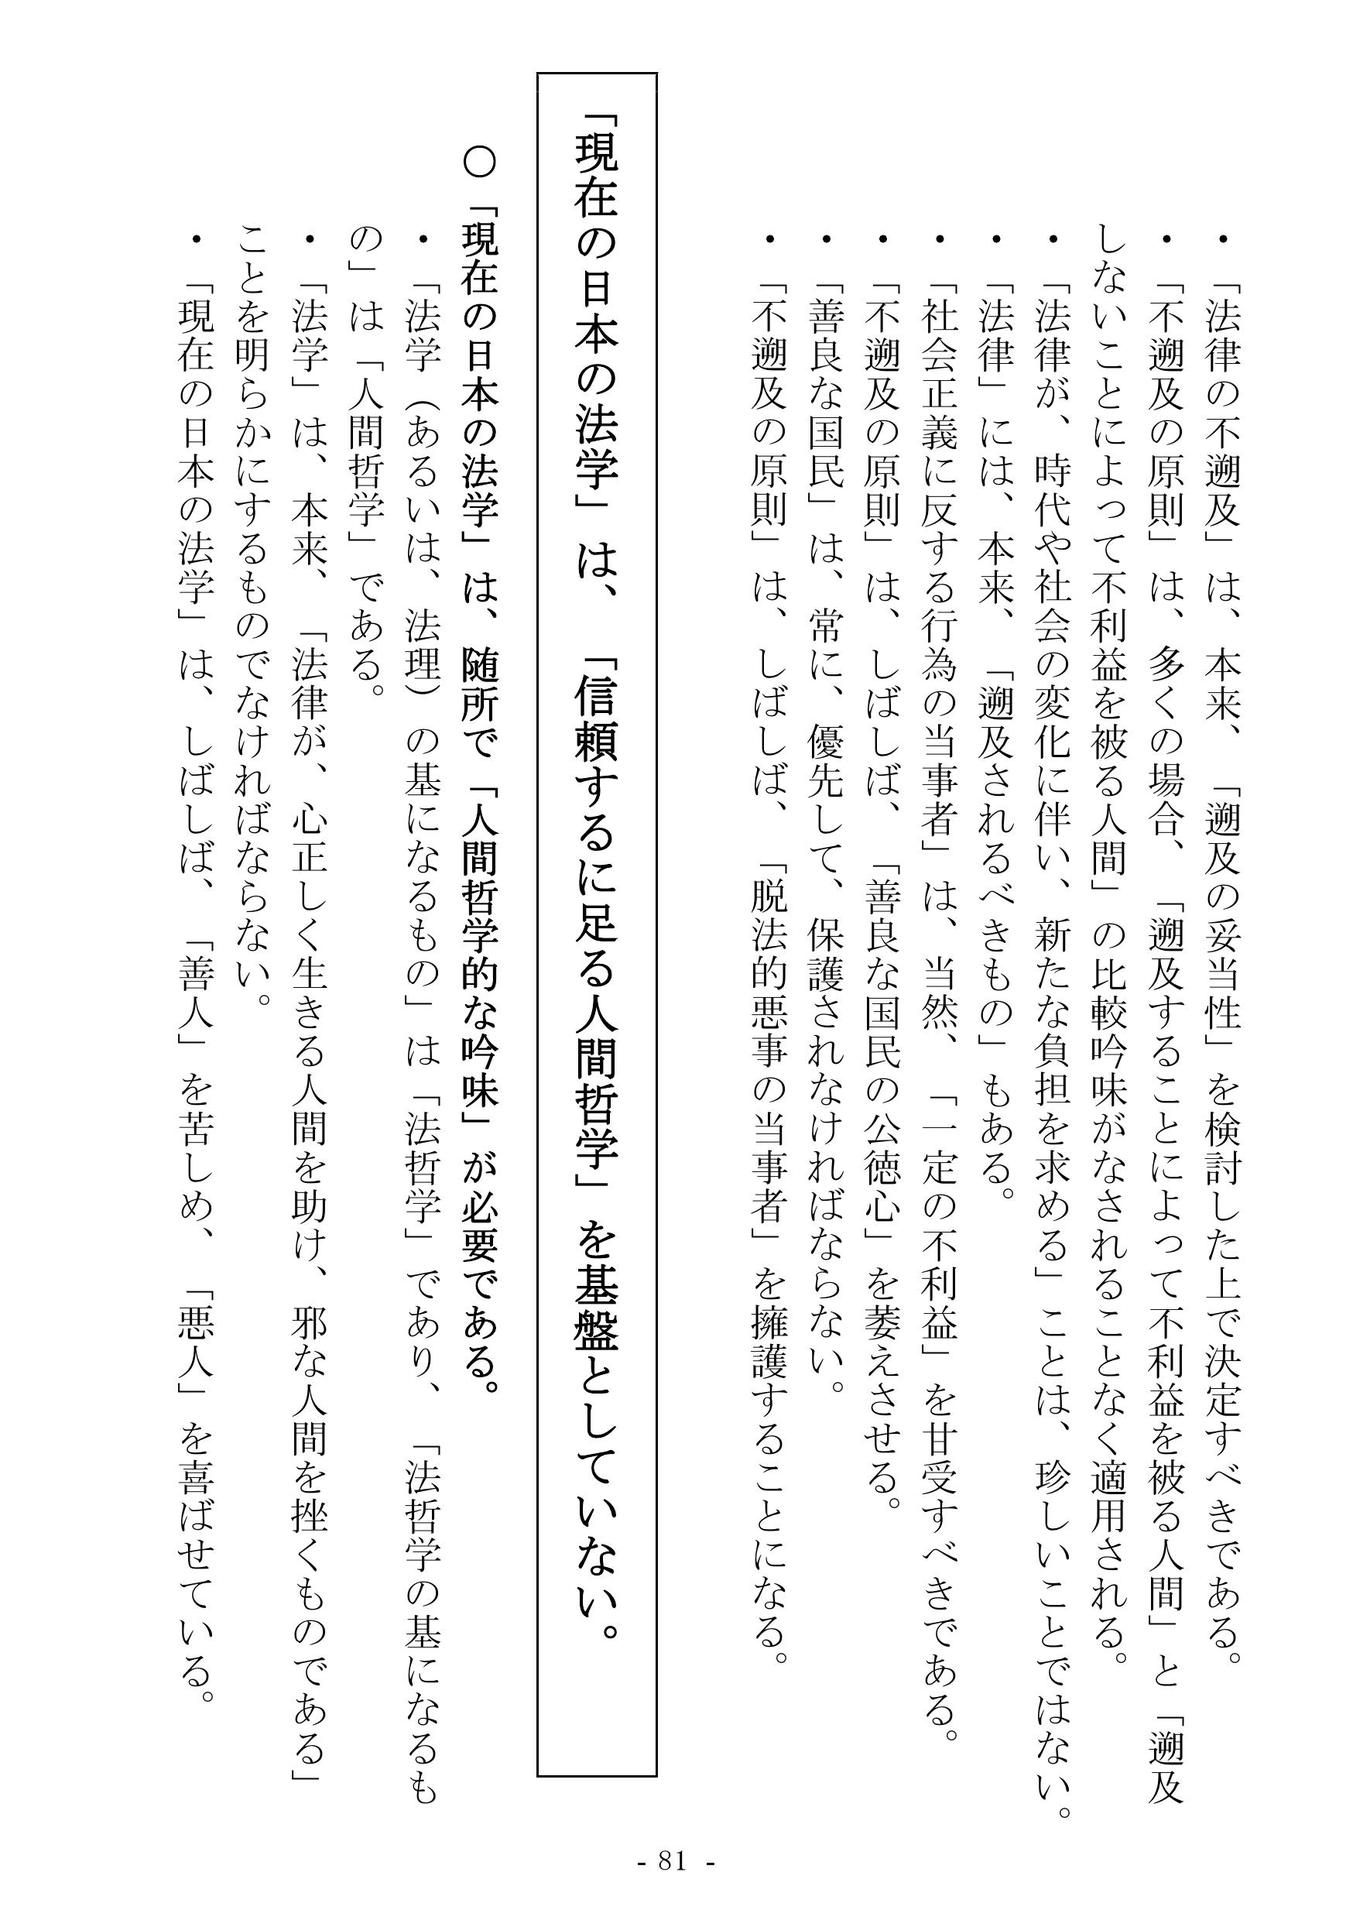 ・「法律の不遡及」は、本来、「遡及の妥当性」を検討した上で決定すべきである。
・「不遡及の原則」は、多くの場合、「遡及することによって不利益を被る人間」と「遡及
しないことによって不利益を被る人間」の比較吟味がなされることなく適用される。
・「法律が、時代や社会の変化に伴い、新たな負担を求める」ことは、珍しいことではない。
・「法律」には、本来、「遡及されるべきもの」もある。
・「社会正義に反する行為の当事者」は、当然、「一定の不利益」を甘受すべきである。
・「不遡及の原則」は、しばしば、「善良な国民の公徳心」を萎えさせる。
・「善良な国民」は、常に、優先して、保護されなければならない。
・「不遡及の原則」は、しばしば、「脱法的悪事の当事者」を擁護することになる。
「現在の日本の法学」は、「信頼するに足る人間哲学」を基盤としていない。
○「現在の日本の法学」は、随所で「人間哲学的な吟味」が必要である。
・「法学（あるいは、法理）の基になるもの」は「法哲学」であり、「法哲学の基になるも
の」は「人間哲学」である。
・「法学」は、本来、「法律が、心正しく生きる人間を助け、邪な人間を挫くものである」
ことを明らかにするものでなければならない。
・「現在の日本の法学」は、しばしば、「善人」を苦しめ、「悪人」を喜ばせている。
- 81 -